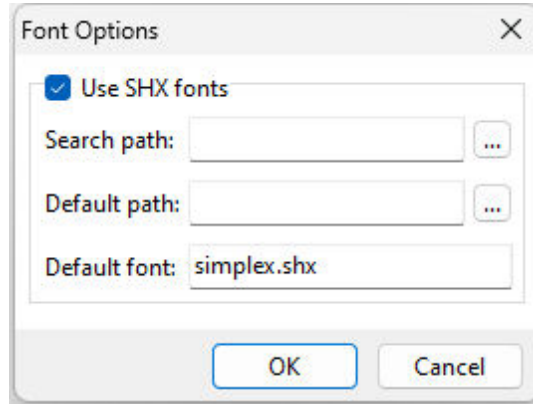 Font Options
Use SHX fonts
Search path:
...
Default path:
...
Default font: simplex.shx
OK
Cancel